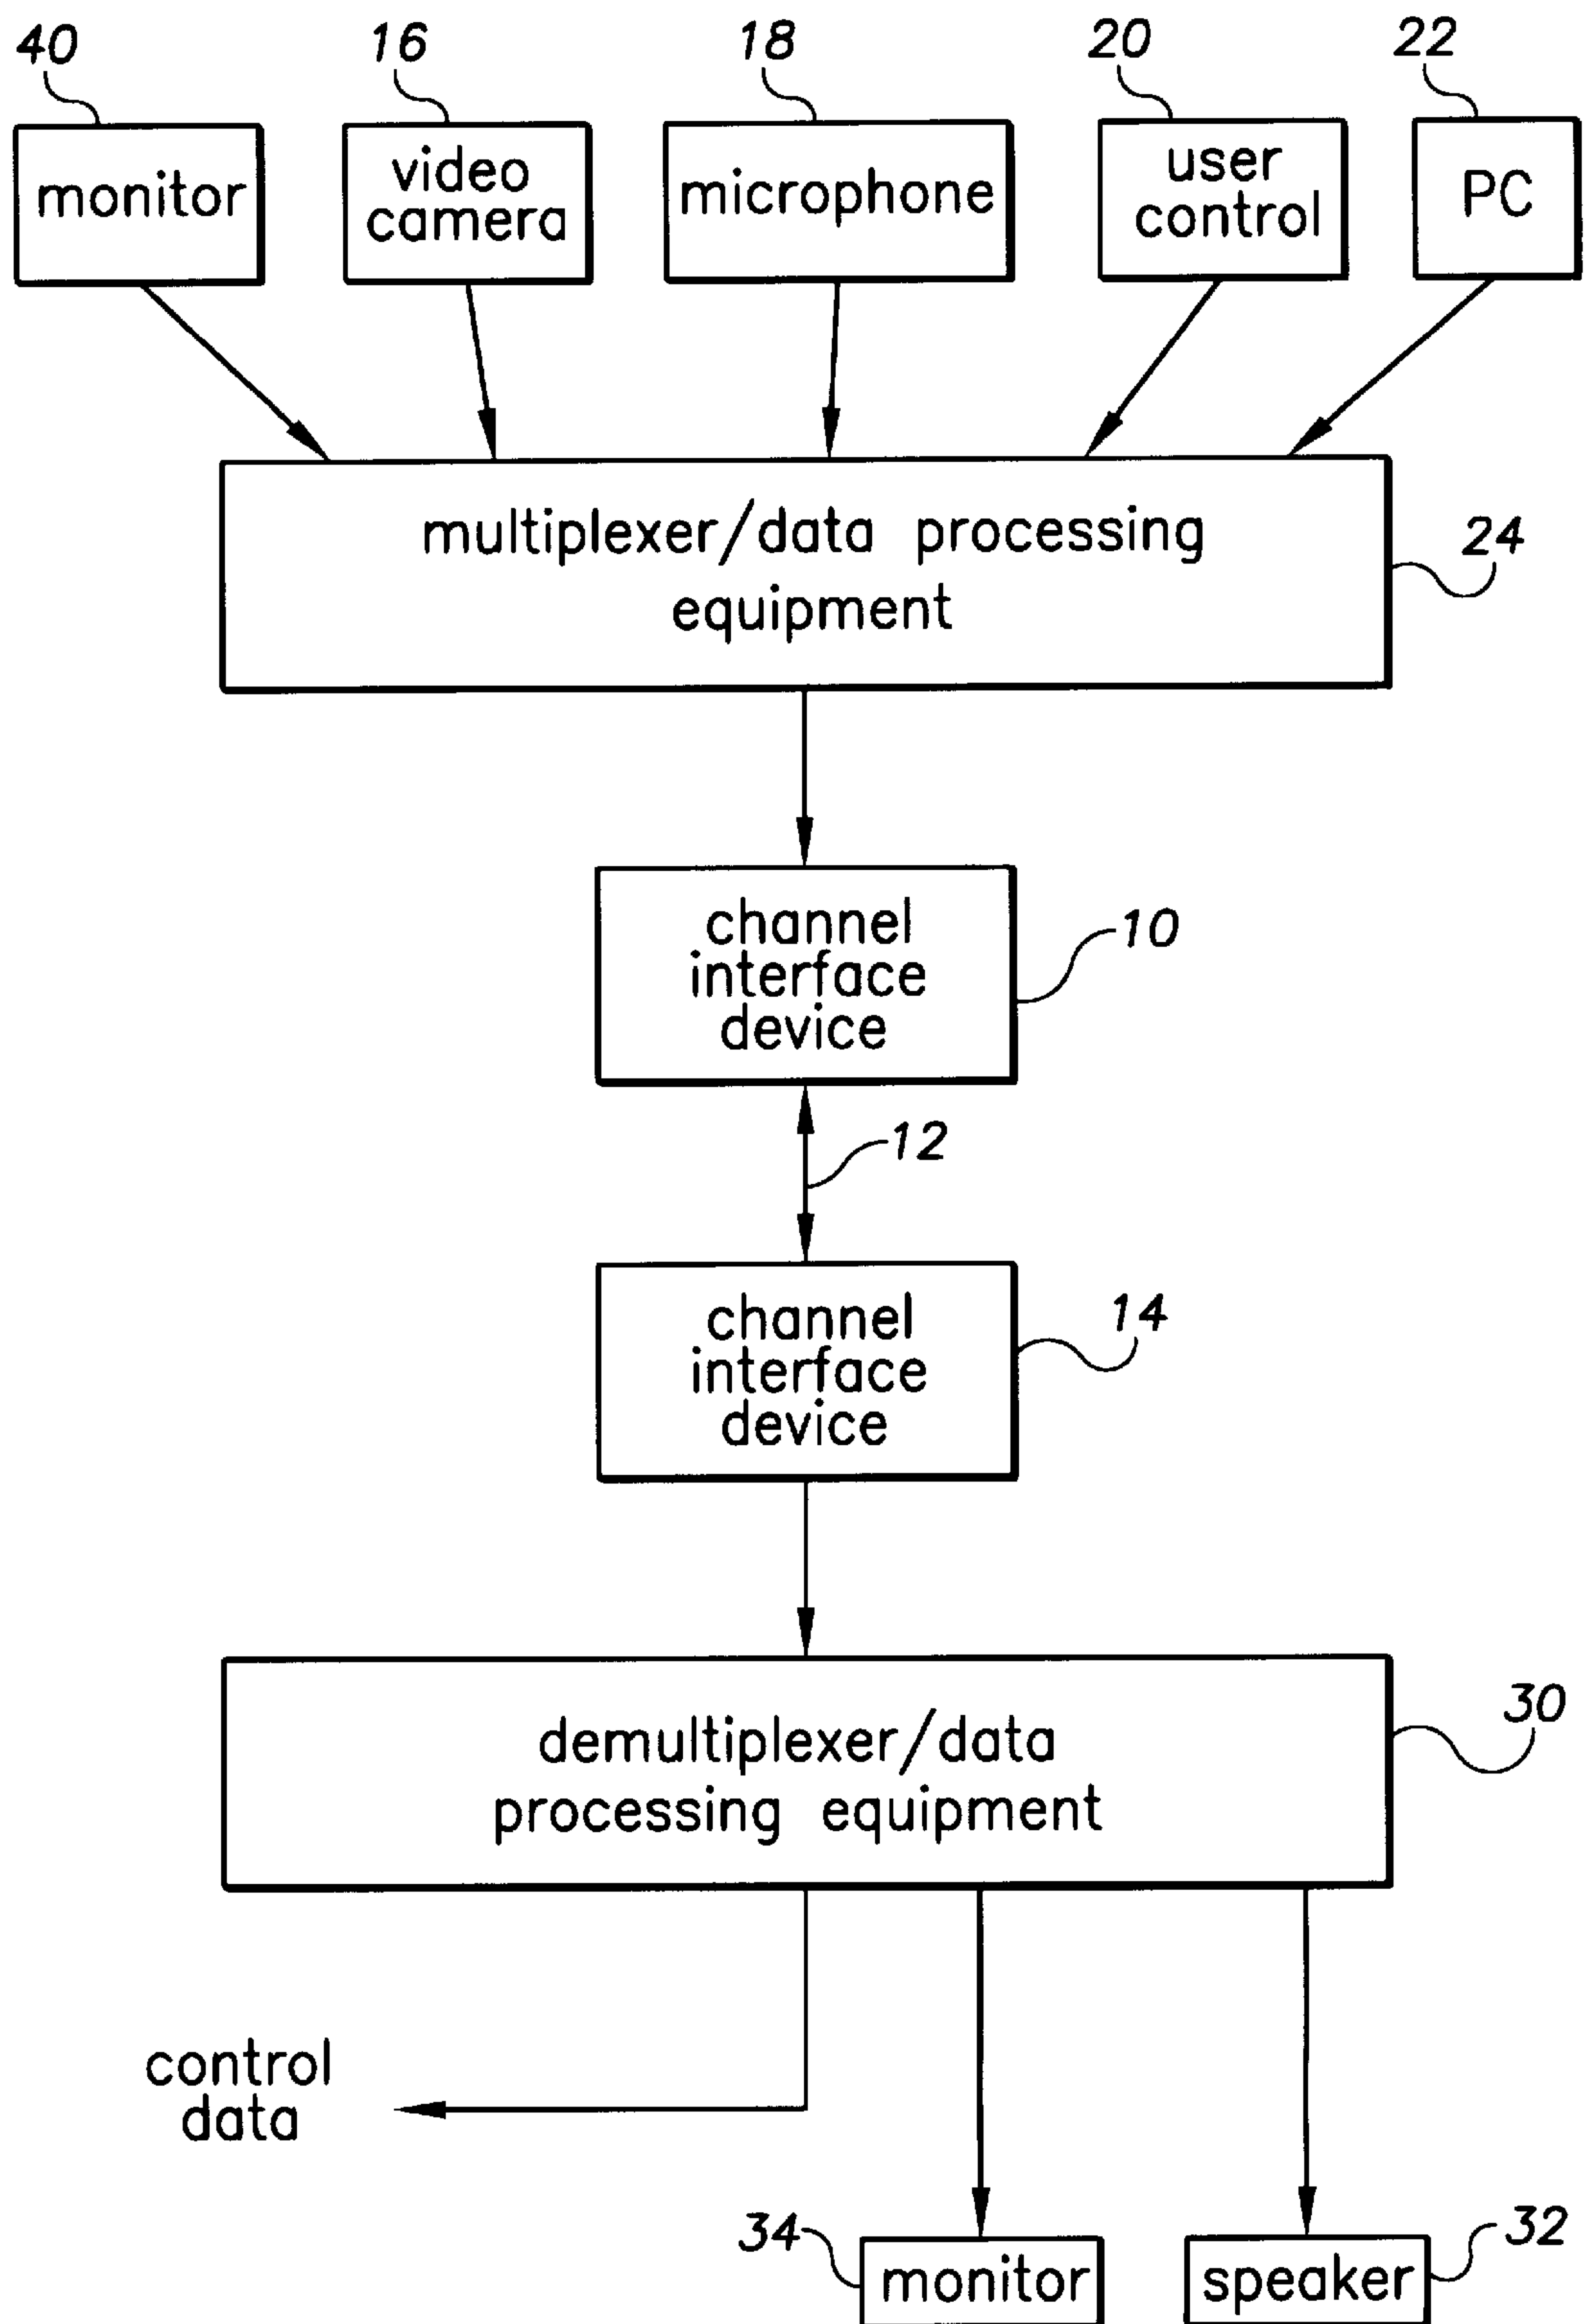 40
16
18
20
22
monitor
video
camera
microphone
user
control
PC
multiplexer/data processing
equipment
24
channel
interface
device
10
12
channel
interface
device
14
demultiplexer/data
processing equipment
30
control
data
34
monitor
speaker
32